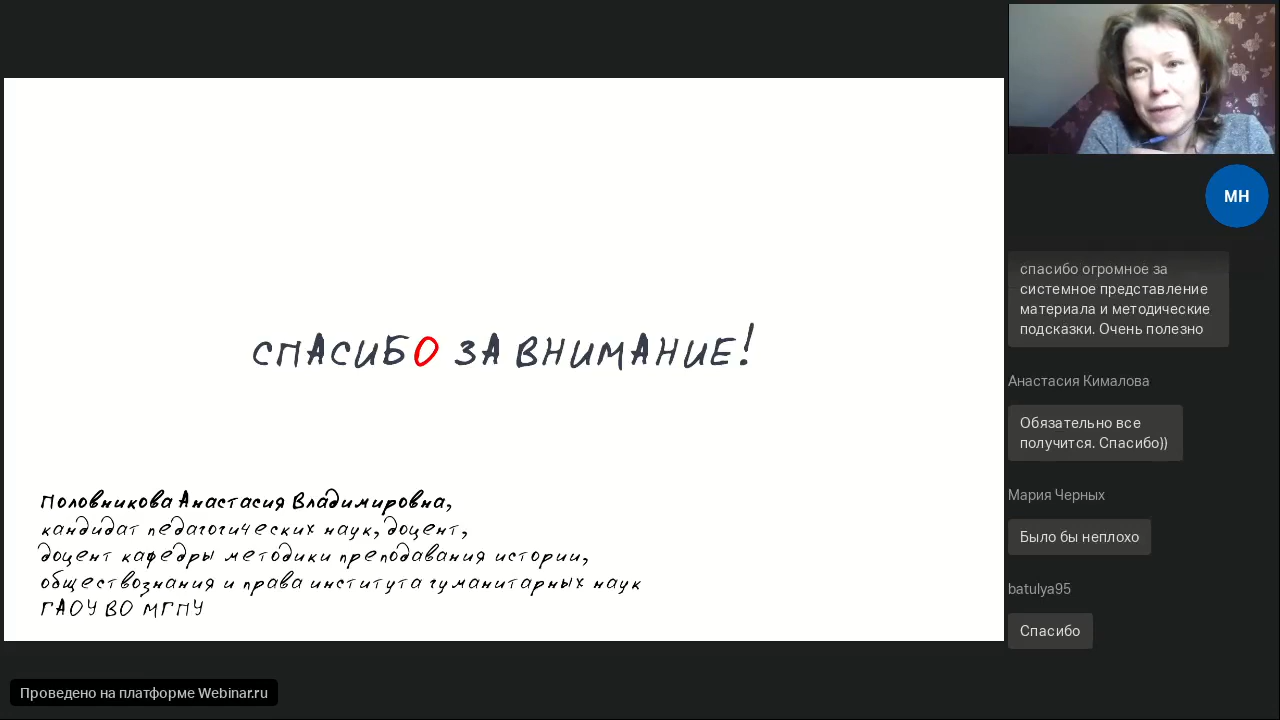 СПАСИБО ЗА ВНИМАНИЕ!
Половникова Анастасия Владимировна,
кандидат педагогических наук, доцент,
доцент кафедры методики преподавания истории,
обществознания и права института гуманитарных наук
ГАОУ ВО МГПУ
МН
спасибо огромное за
системное представление
материала и методические
подсказки. Очень полезно
Анастасия Кималова
Обязательно все
получится. Спасибо))
Мария Черных
Было бы неплохо
batulya95
Спасибо
Проведено на платформе Webinar.ru